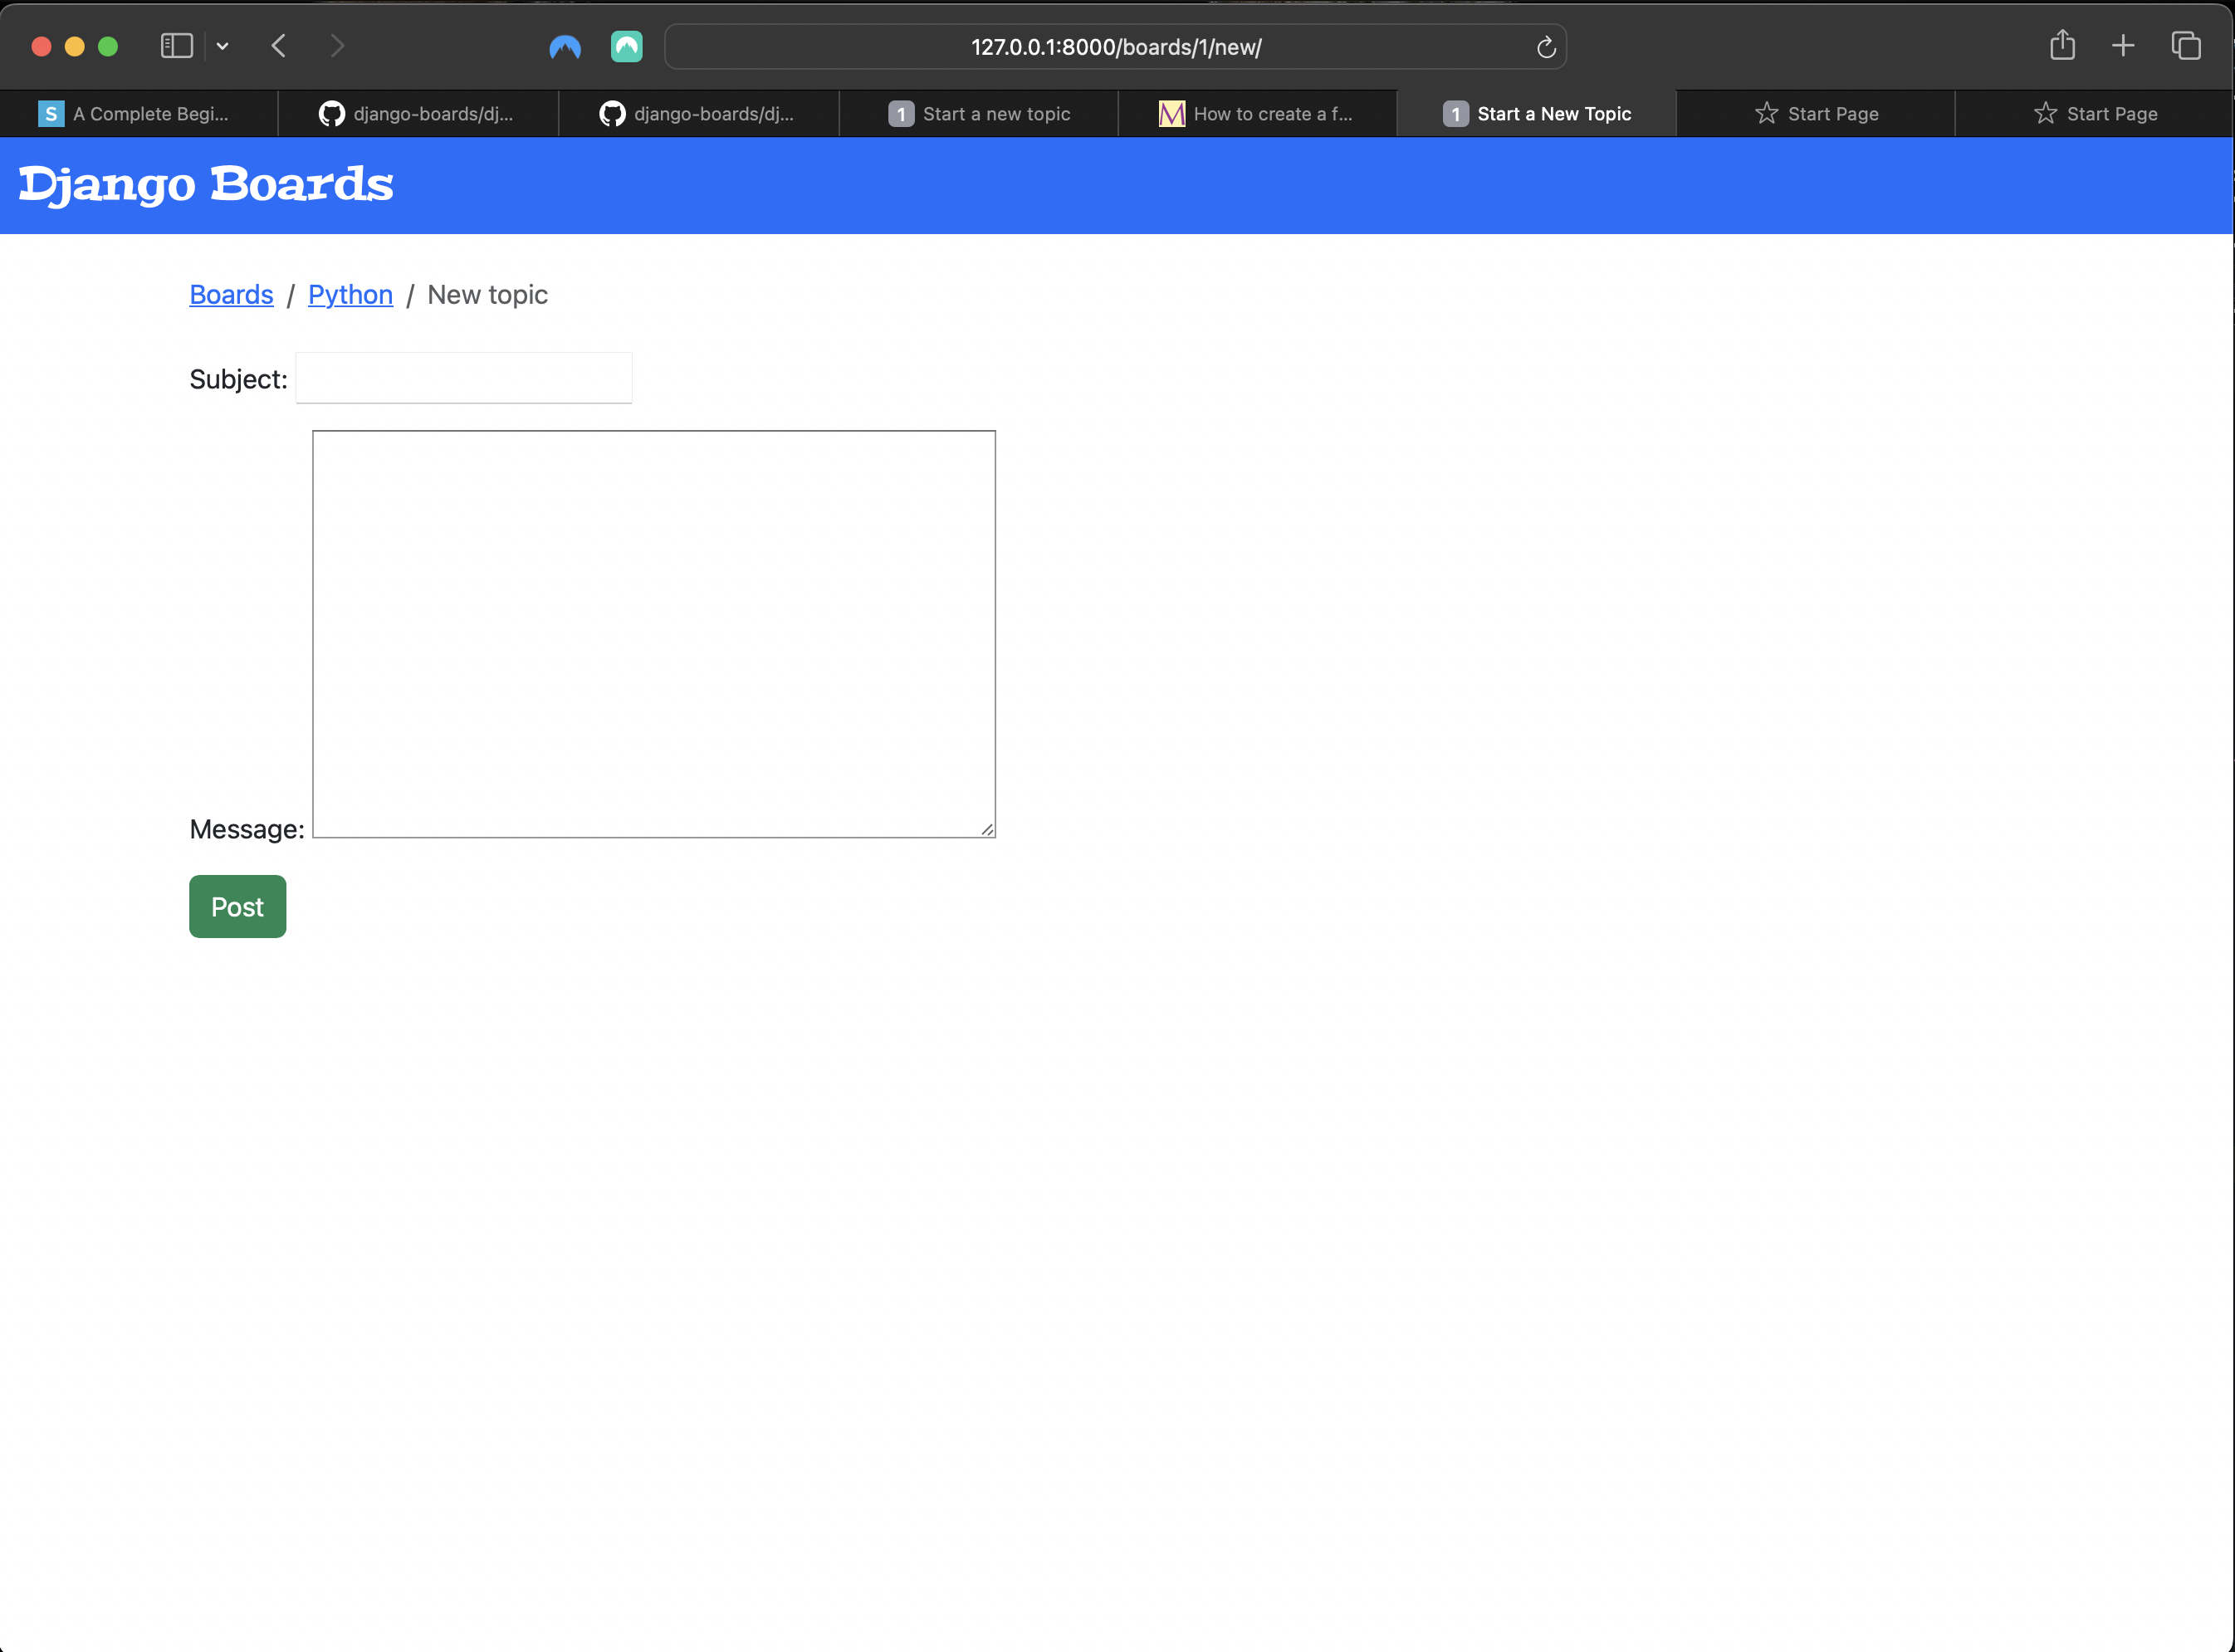 127.0.0.1:8000/boards/1/new/
S A Complete Begi...
django-boards/dj...
django-boards/dj...
1 Start a new topic
How to create a f...
1 Start a New Topic
Start Page
Start Page
Django Boards
Boards / Python / New topic
Subject:
Message:
Post